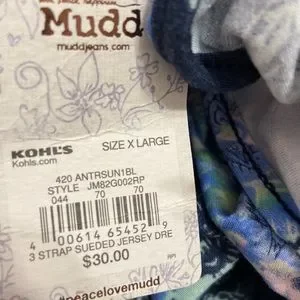 Mudd
muddjeans.com
KOHL'S
Kohls.com
SIZE X LARGE
420 ANTRSUN1BL
STYLE JM82G002RP
044 70 70
4 00614 65452 9
3 STRAP SUEDED JERSEY DRE
$30.00
#peacelovemudd